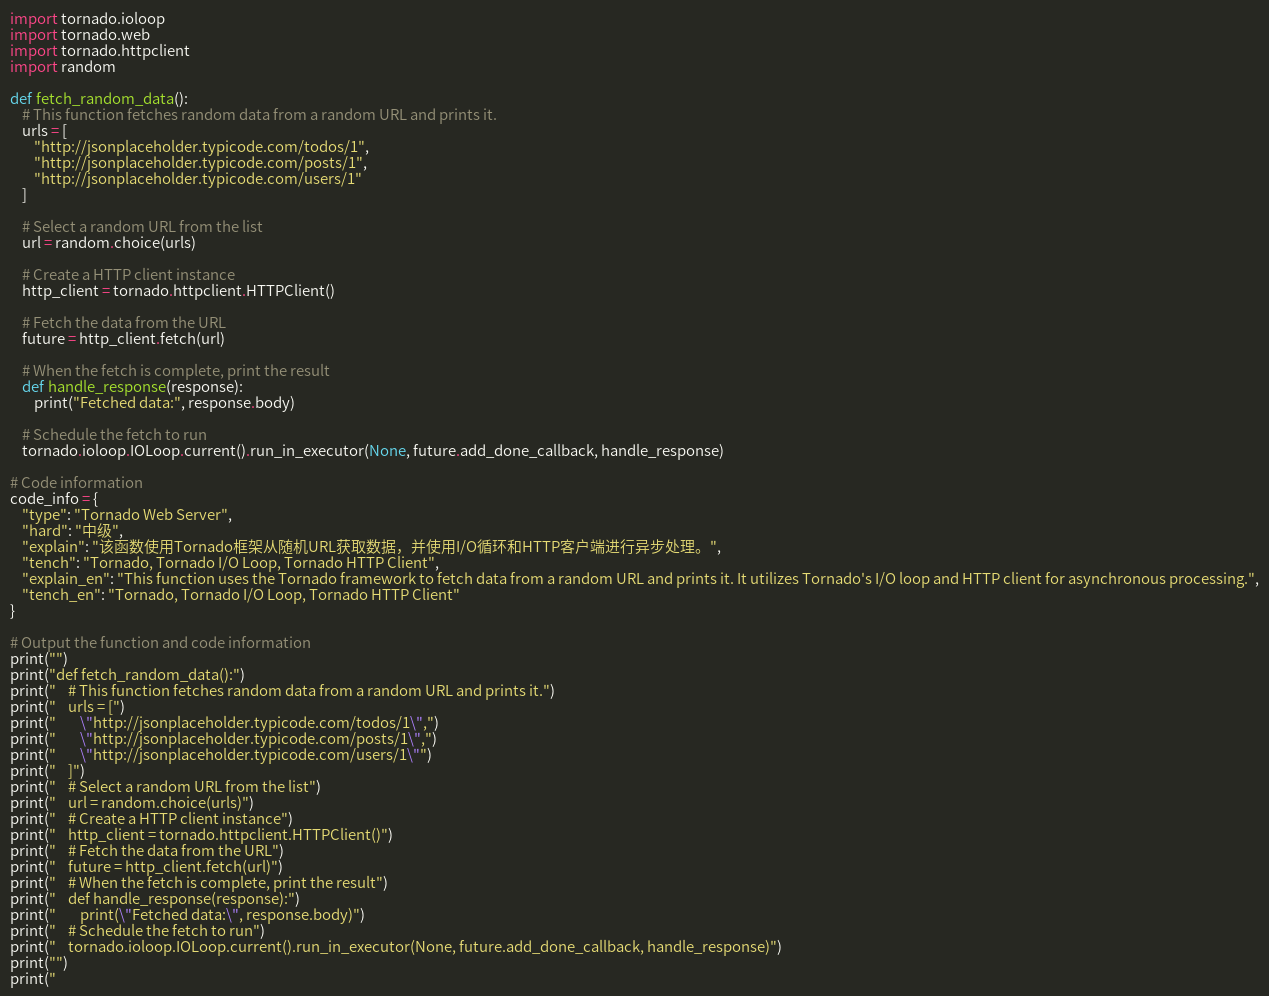 import tornado.ioloop
import tornado.web
import tornado.httpclient
import random

def fetch_random_data():
    # This function fetches random data from a random URL and prints it.
    urls = [
        "http://jsonplaceholder.typicode.com/todos/1",
        "http://jsonplaceholder.typicode.com/posts/1",
        "http://jsonplaceholder.typicode.com/users/1"
    ]

    # Select a random URL from the list
    url = random.choice(urls)

    # Create a HTTP client instance
    http_client = tornado.httpclient.HTTPClient()

    # Fetch the data from the URL
    future = http_client.fetch(url)

    # When the fetch is complete, print the result
    def handle_response(response):
        print("Fetched data:", response.body)

    # Schedule the fetch to run
    tornado.ioloop.IOLoop.current().run_in_executor(None, future.add_done_callback, handle_response)

# Code information
code_info = {
    "type": "Tornado Web Server",
    "hard": "中级",
    "explain": "该函数使用Tornado框架从随机URL获取数据，并使用I/O循环和HTTP客户端进行异步处理。",
    "tench": "Tornado, Tornado I/O Loop, Tornado HTTP Client",
    "explain_en": "This function uses the Tornado framework to fetch data from a random URL and prints it. It utilizes Tornado's I/O loop and HTTP client for asynchronous processing.",
    "tench_en": "Tornado, Tornado I/O Loop, Tornado HTTP Client"
}

# Output the function and code information
print("")
print("def fetch_random_data():")
print("    # This function fetches random data from a random URL and prints it.")
print("    urls = [")
print("        \"http://jsonplaceholder.typicode.com/todos/1\",")
print("        \"http://jsonplaceholder.typicode.com/posts/1\",")
print("        \"http://jsonplaceholder.typicode.com/users/1\"")
print("    ]")
print("    # Select a random URL from the list")
print("    url = random.choice(urls)")
print("    # Create a HTTP client instance")
print("    http_client = tornado.httpclient.HTTPClient()")
print("    # Fetch the data from the URL")
print("    future = http_client.fetch(url)")
print("    # When the fetch is complete, print the result")
print("    def handle_response(response):")
print("        print(\"Fetched data:\", response.body)")
print("    # Schedule the fetch to run")
print("    tornado.ioloop.IOLoop.current().run_in_executor(None, future.add_done_callback, handle_response)")
print("")
print("